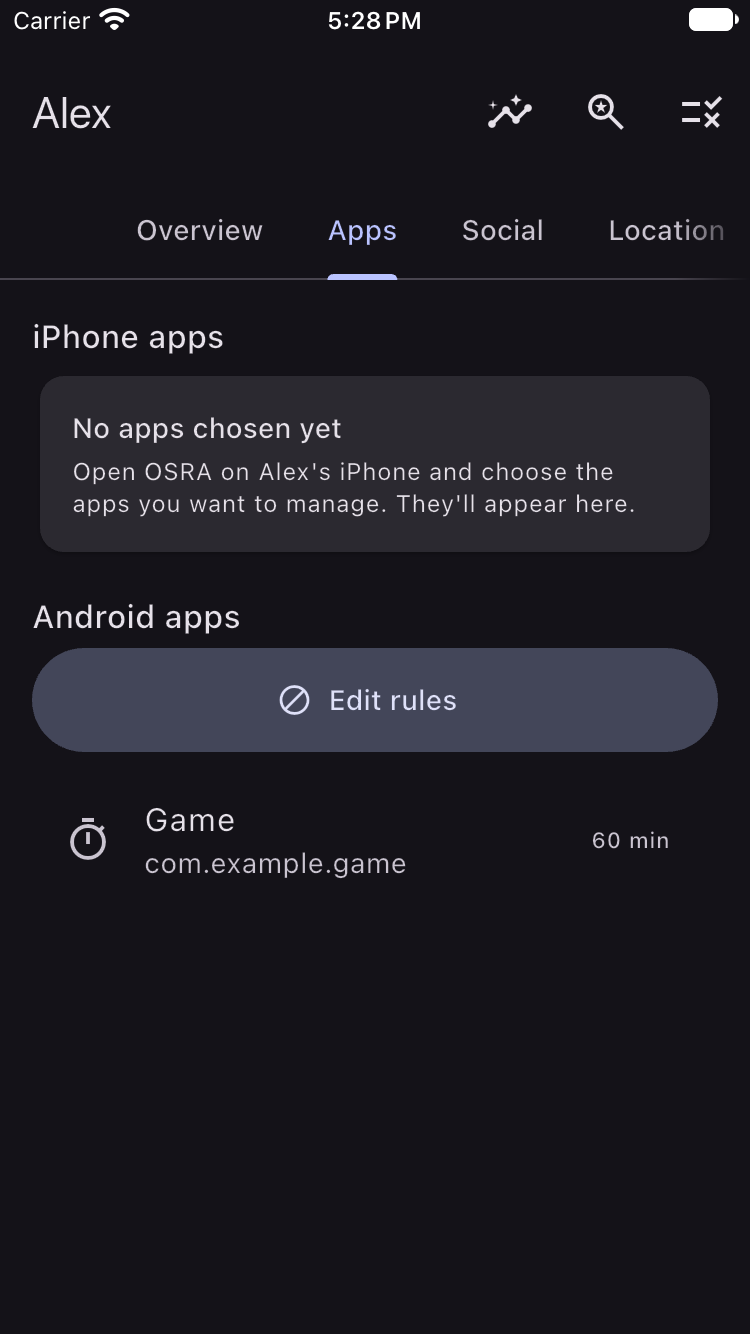 Carrier 5:28 PM
Alex
Overview Apps Social Location
iPhone apps
No apps chosen yet
Open OSRA on Alex's iPhone and choose the
apps you want to manage. They'll appear here.
Android apps
Edit rules
Game
60 min
com.example.game